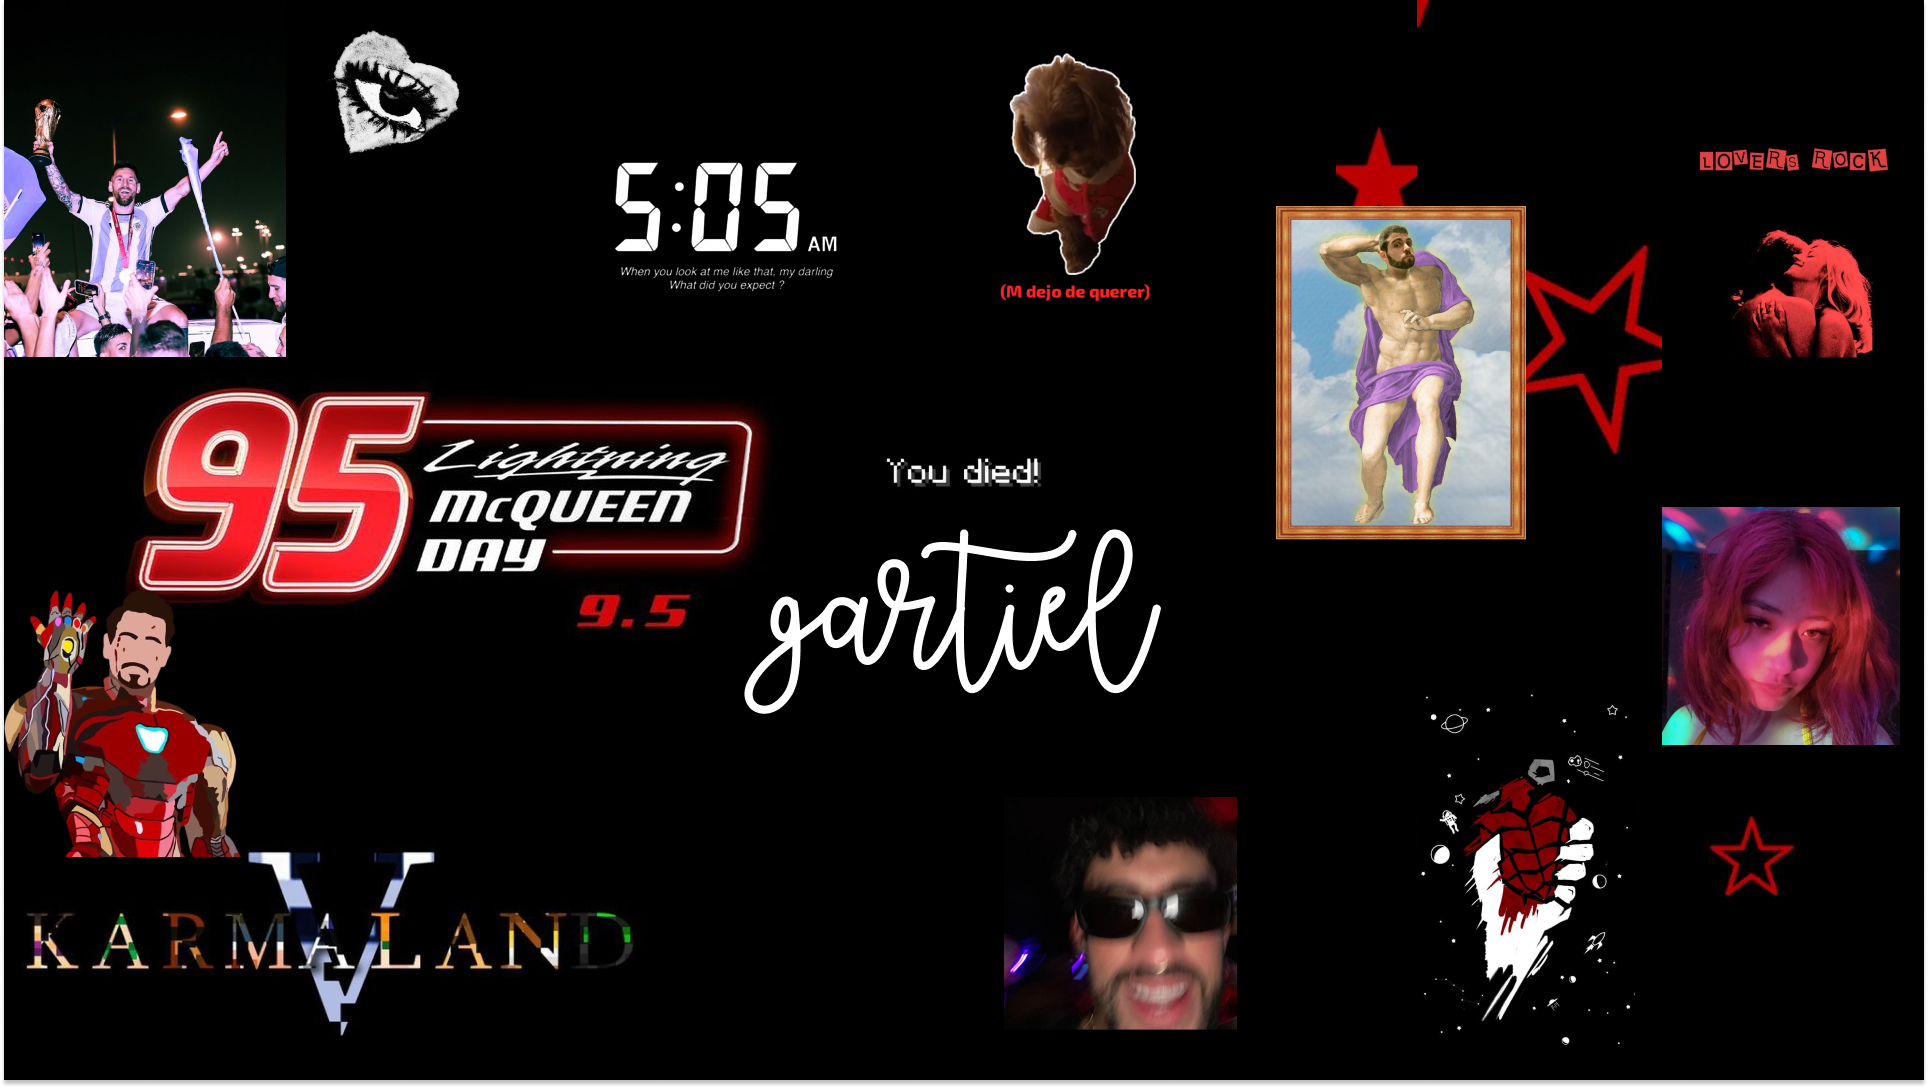 5:05 AM
When you look at me like that, my darling
What did you expect ?
(M dejo de querer)
LOVERS ROCK
95
Lightning
McQUEEN
DAY
9.5
You died!
gartiel
V
KARMALAND